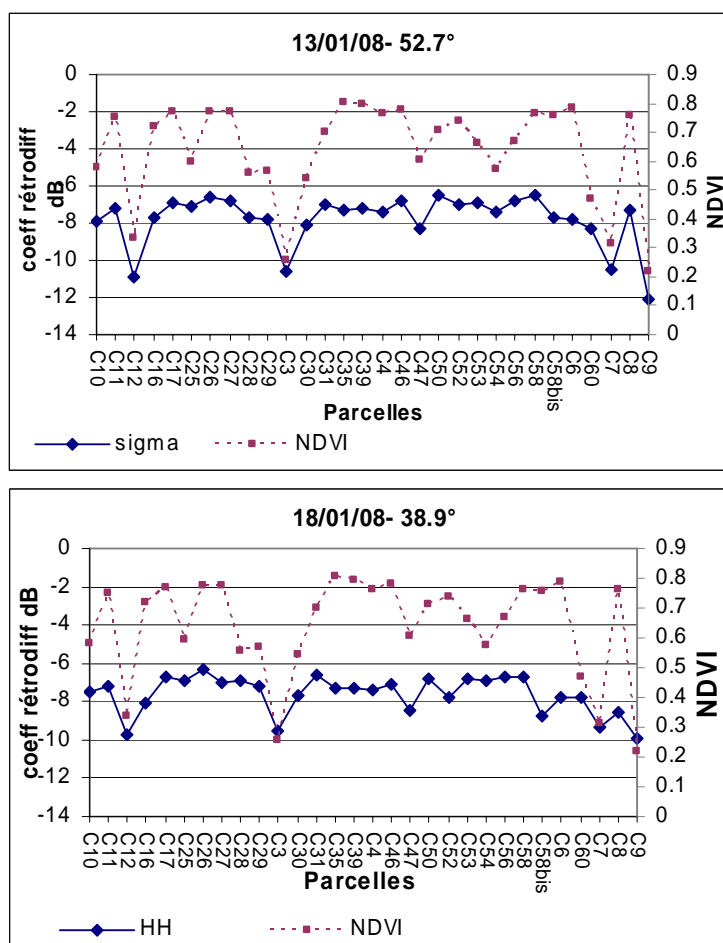 13/01/08- 52.7°
0
-2
-4
-6
-8
-10
-12
-14
coeff rétrodiff
dB
0.9
0.8
0.7
0.6
0.5
0.4
0.3
0.2
0.1
0
NDVI
C10
C11
C12
C16
C17
C25
C26
C27
C28
C29
C3
C30
C31
C35
C39
C4
C46
C47
C50
C52
C53
C54
C56
C58
C58bis
C6
C60
C7
C8
C9
Parcelles
sigma
NDVI
18/01/08- 38.9°
0
-2
-4
-6
-8
-10
-12
-14
coeff rétrodiff dB
0.9
0.8
0.7
0.6
0.5
0.4
0.3
0.2
0.1
0
NDVI
C10
C11
C12
C16
C17
C25
C26
C27
C28
C29
C3
C30
C31
C35
C39
C4
C46
C47
C50
C52
C53
C54
C56
C58
C58bis
C6
C60
C7
C8
C9
Parcelles
HH
NDVI